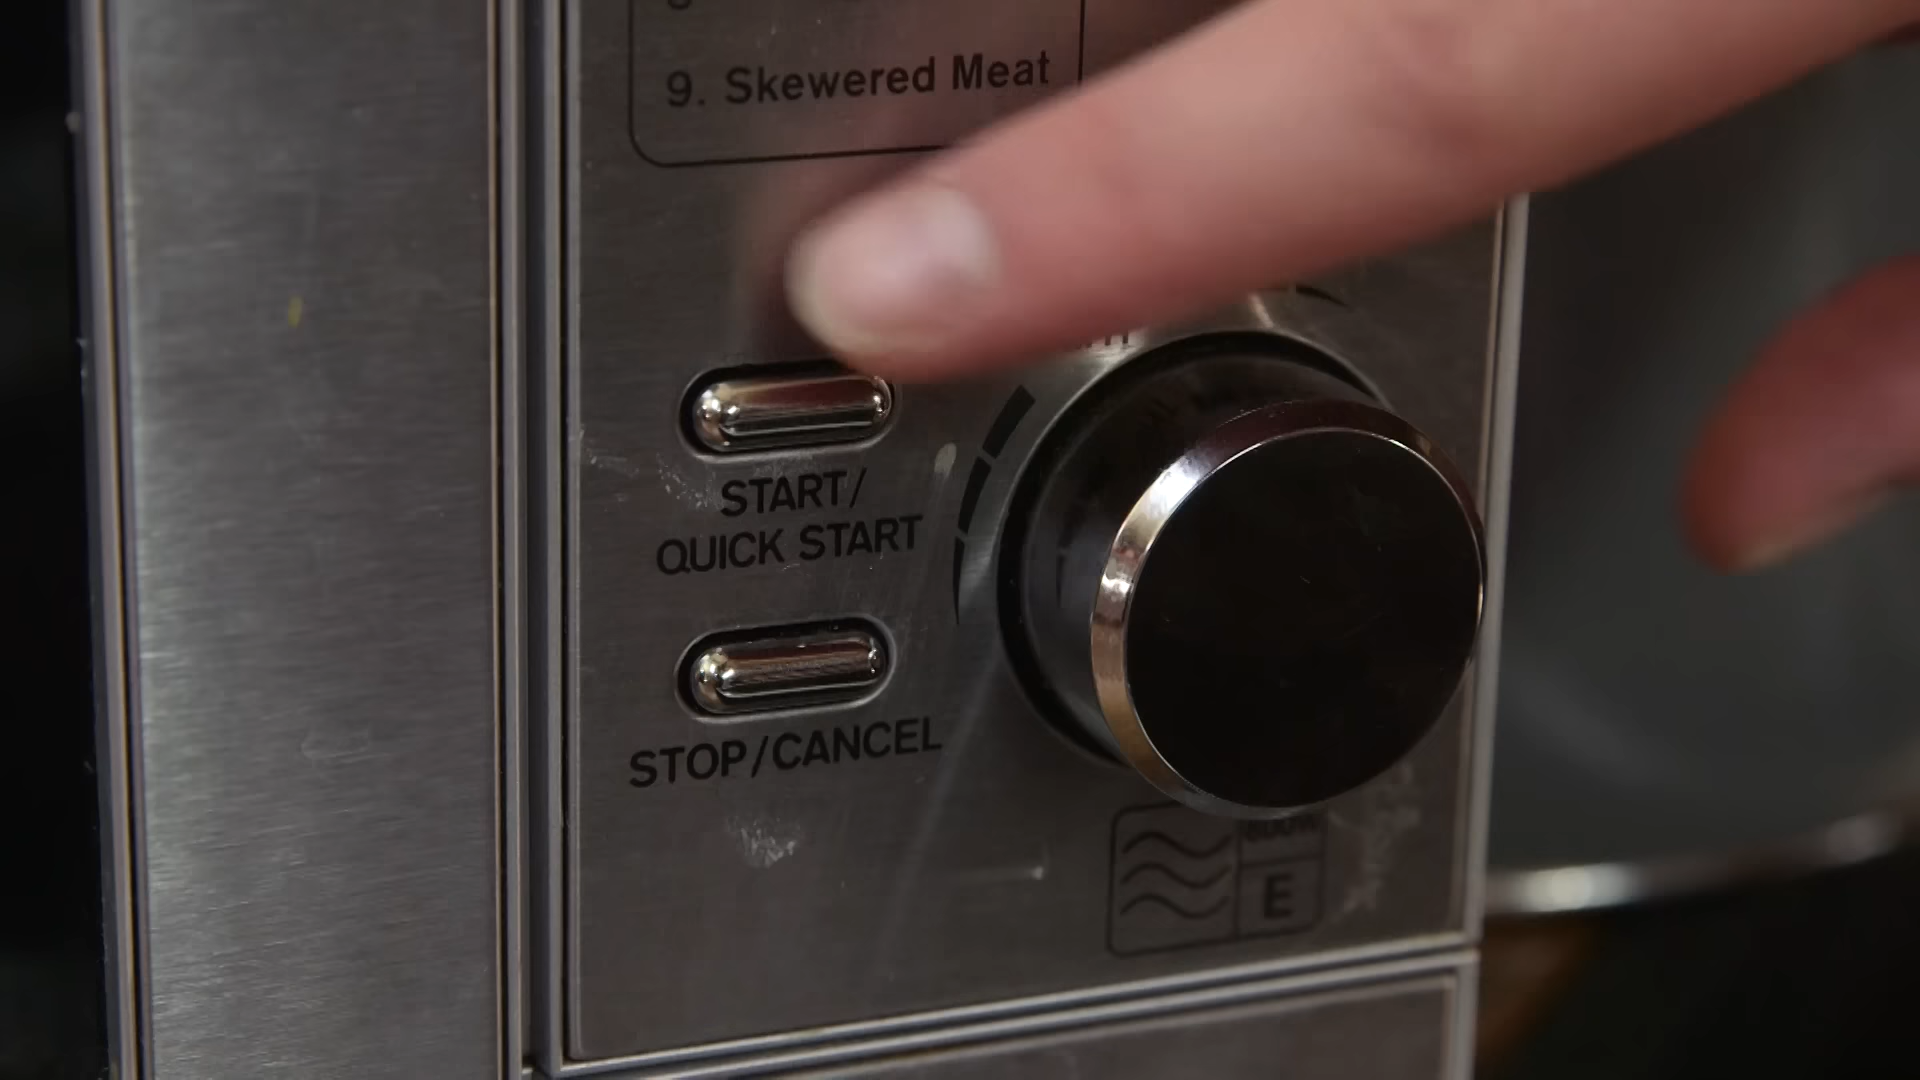 9. Skewered Meat
START/
QUICK START
STOP/CANCEL
E